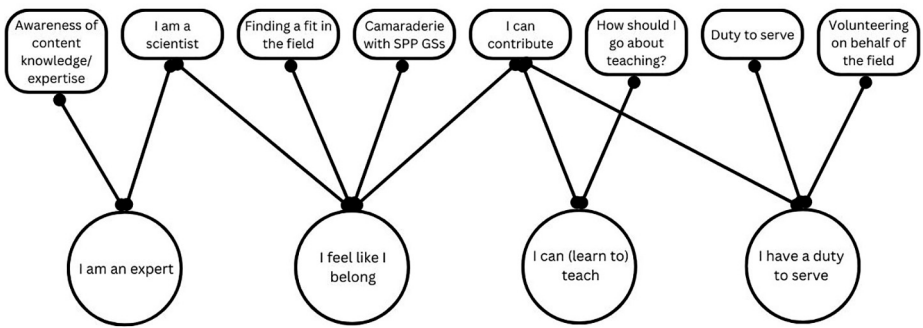 Awareness of
content
knowledge/
expertise
I am a
scientist
Finding a fit in
the field
Camaraderie
with SPP GSs
I can
contribute
How should I
go about
teaching?
Duty to serve
Volunteering
on behalf of
the field
I am an expert
I feel like I
belong
I can (learn to)
teach
I have a duty
to serve